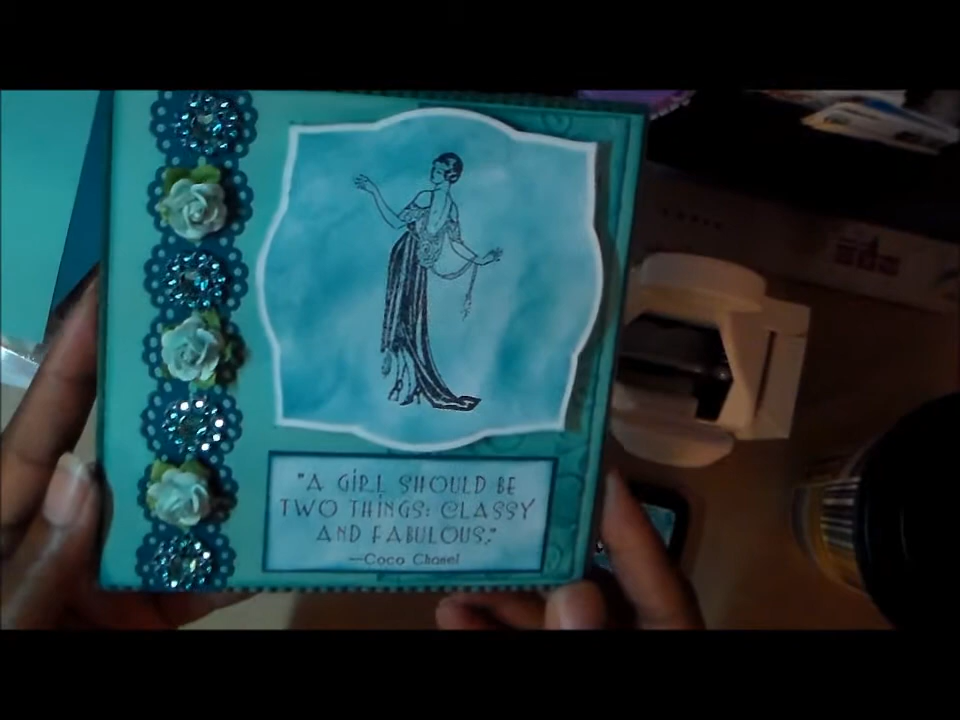 "A GIRL SHOULD BE
TWO THINGS: CLASSY
AND FABULOUS."
—Coco Chanel